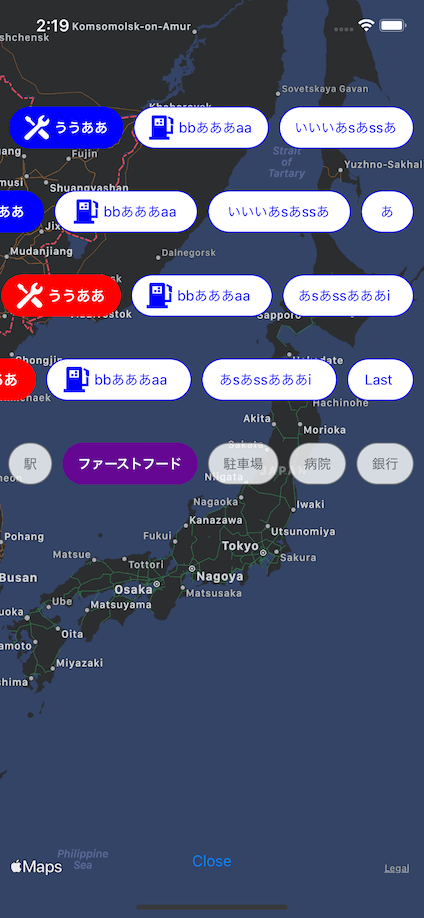 2:19
Komsomolsk-on-Amur
Sovetskaya Gavan
ううああ
bbあああaa
いいいあsあssあ
Fujin
Strait
of
Tartary
Yuzhno-Sakhal
Shuangyashan
ああ
bbあああaa
いいいあsあssあ
あ
Mudanjiang
Dalnegorsk
ううああ
bbあああaa
あsあssあああi
Sapporo
Chongjin
bbあああaa
あsあssあああi
Last
Hachinohe
Akita
Morioka
駅
ファーストフード
駐車場
病院
銀行
JAPAN
Niigata
Nagaoka
Iwaki
Kanazawa
Pohang
Fukui
Utsunomiya
Matsue
Tottori
Tokyo
Sakura
Busan
Nagoya
Osaka
Matsusaka
Ube
Matsuyama
Oita
Miyazaki
Philippine
Sea
Close
Maps
Legal